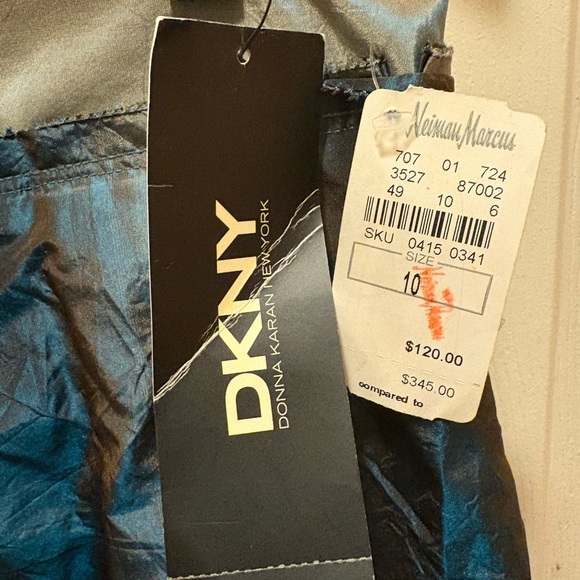 DKNY
DONNA KARAN NEW YORK
Neiman Marcus
707 01 724
3527 87002
49 10 6
SKU 0415 0341
SIZE
10
$120.00
$345.00
compared to